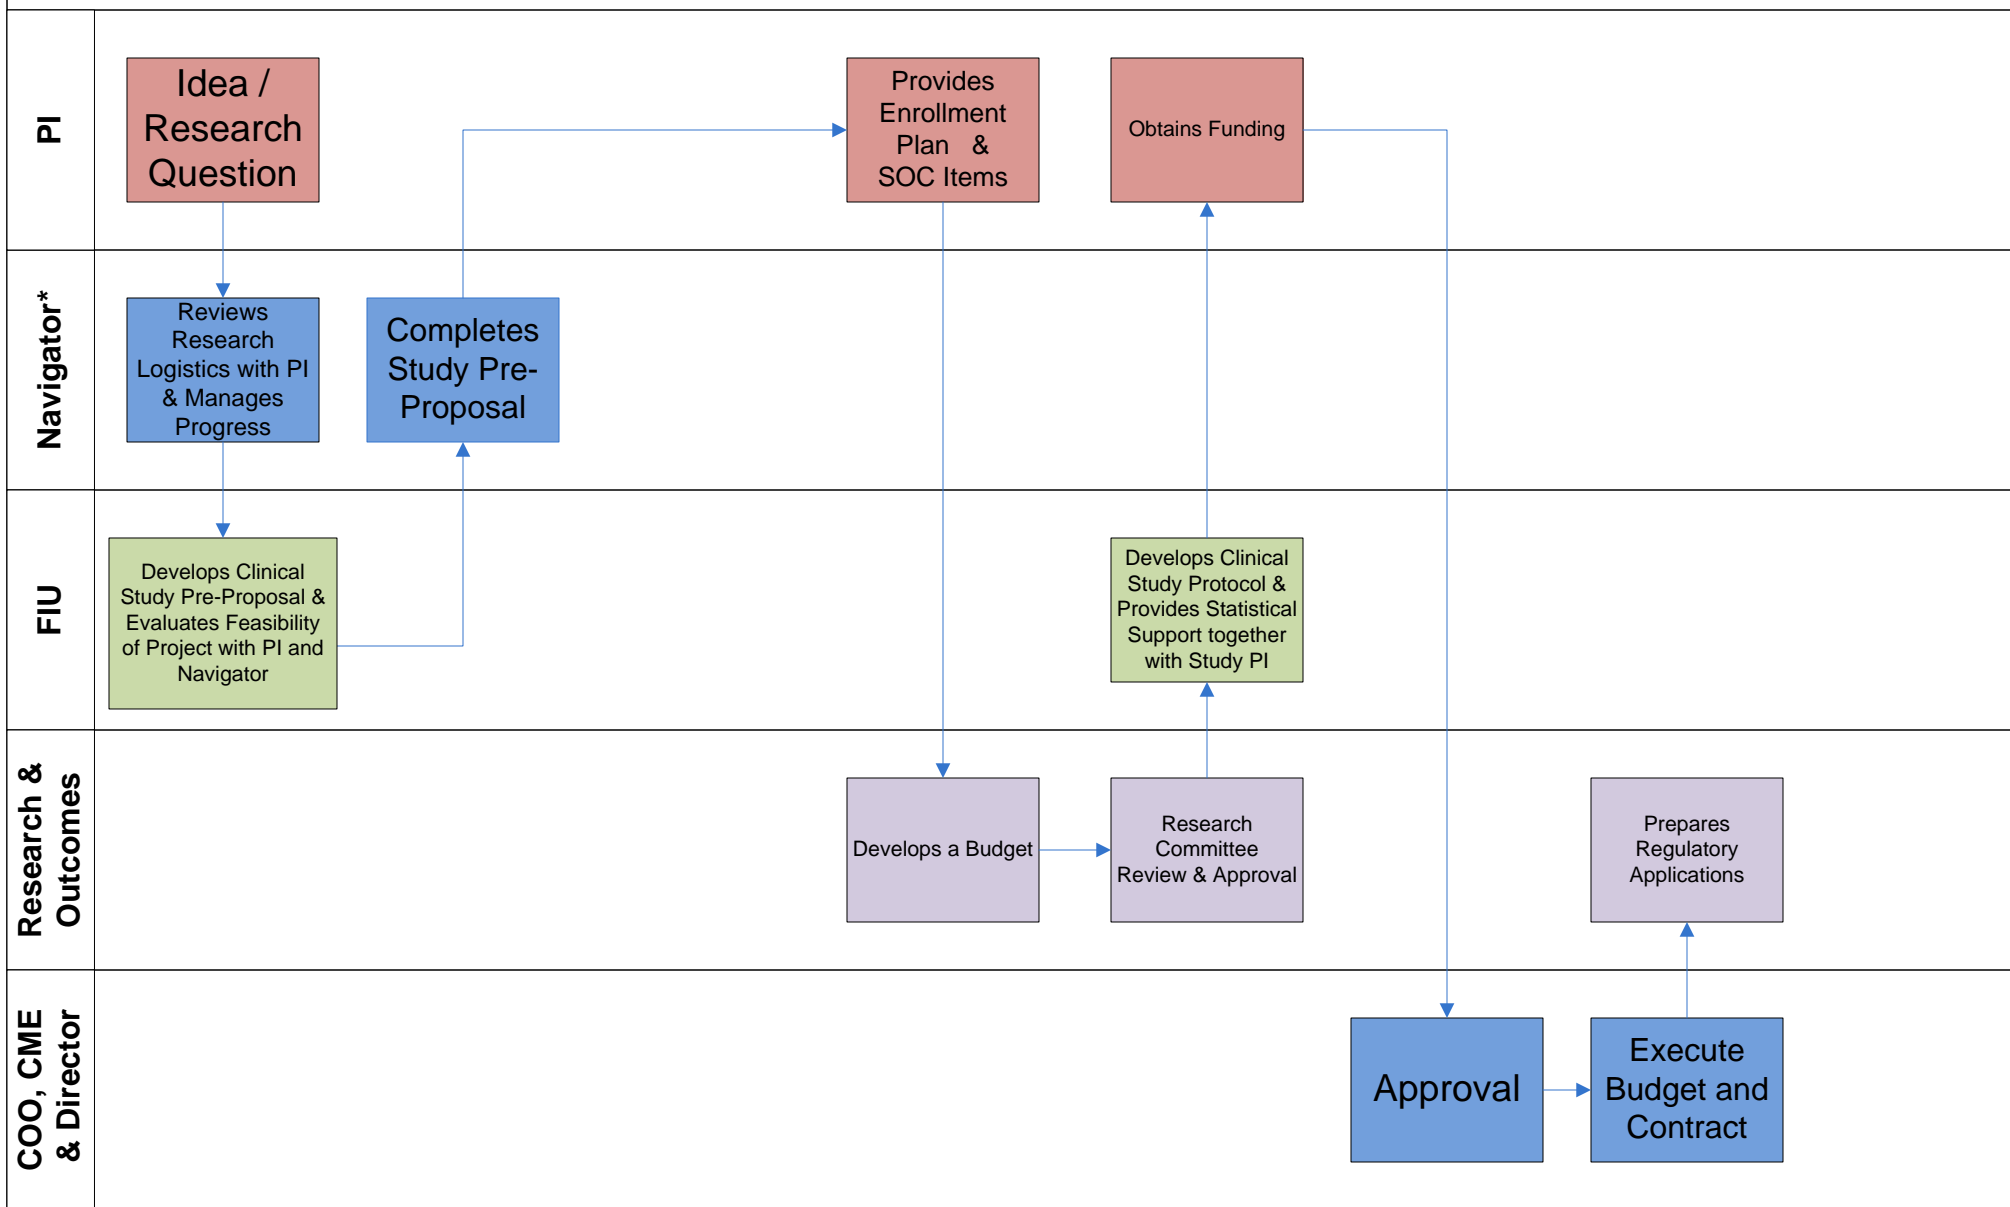 PI
Idea /
Research
Question
Provides
Enrollment
Plan &
SOC Items
Obtains Funding
Navigator*
Reviews
Research
Logistics with PI
& Manages
Progress
Completes
Study Pre-
Proposal
FIU
Develops Clinical
Study Pre-Proposal &
Evaluates Feasibility
of Project with PI and
Navigator
Develops Clinical
Study Protocol &
Provides Statistical
Support together
with Study PI
Research &
Outcomes
Develops a Budget
Research
Committee
Review & Approval
Prepares
Regulatory
Applications
COO, CME
& Director
Approval
Execute
Budget and
Contract